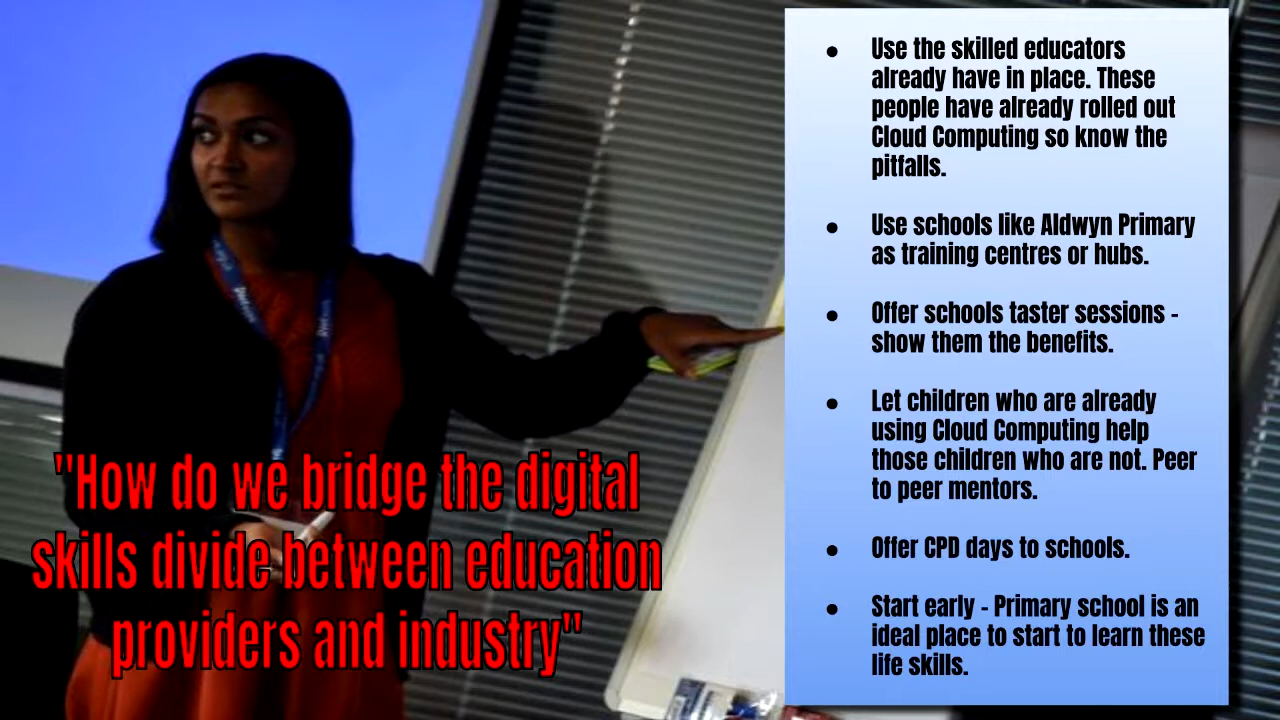 "How do we bridge the digital
skills divide between education
providers and industry"
● Use the skilled educators
already have in place. These
people have already rolled out
Cloud Computing so know the
pitfalls.
● Use schools like Aldwyn Primary
as training centres or hubs.
● Offer schools taster sessions -
show them the benefits.
● Let children who are already
using Cloud Computing help
those children who are not. Peer
to peer mentors.
● Offer CPD days to schools.
● Start early - Primary school is an
ideal place to start to learn these
life skills.